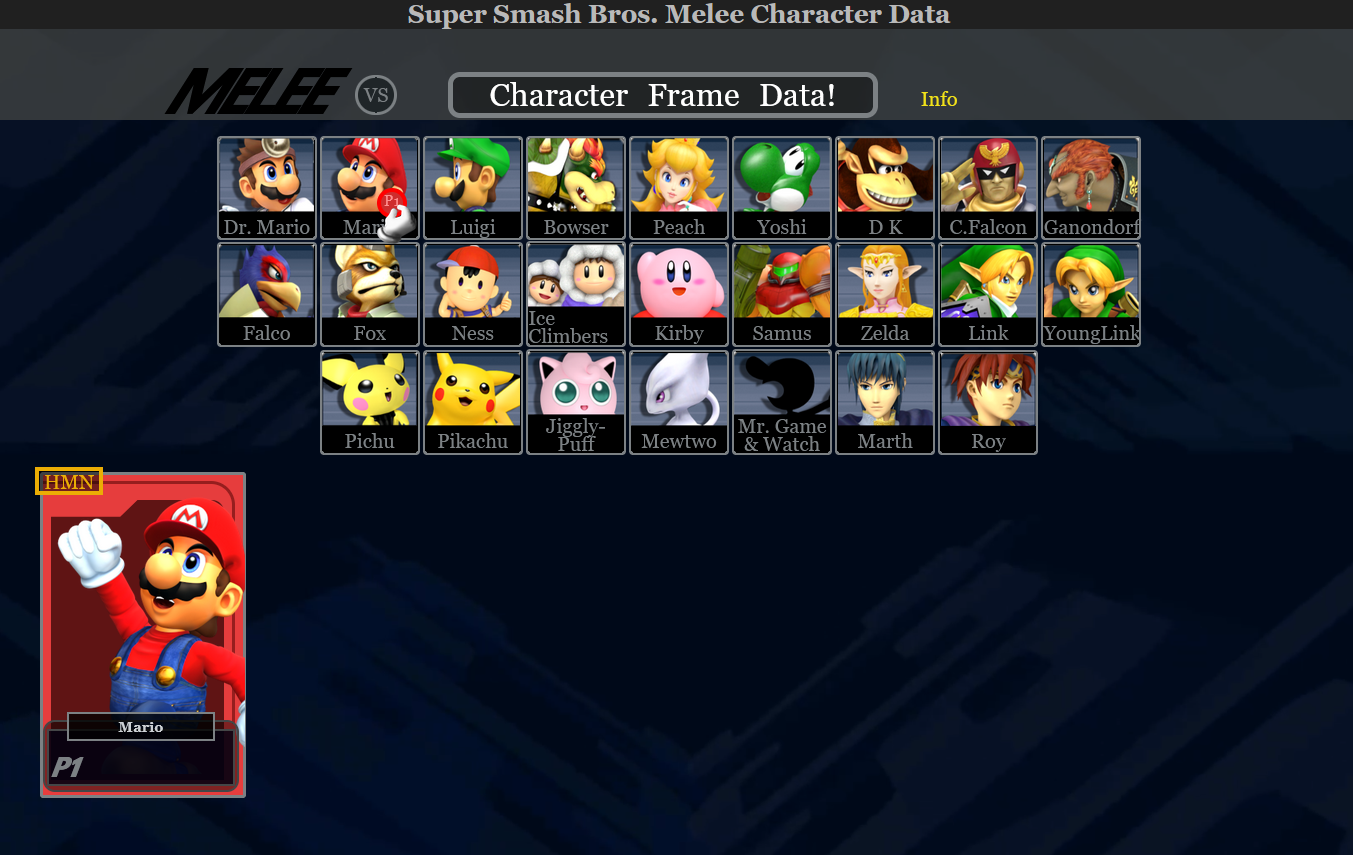 Super Smash Bros. Melee Character Data
MELEE VS
Character Frame Data!
Info
Dr. Mario
Mari
P1
Luigi
Bowser
Peach
Yoshi
D K
C.Falcon
Ganondorf
Falco
Fox
Ness
Ice
Climbers
Kirby
Samus
Zelda
Link
YoungLink
Pichu
Pikachu
Jiggly-
Puff
Mewtwo
Mr. Game
& Watch
Marth
Roy
HMN
Mario
P1